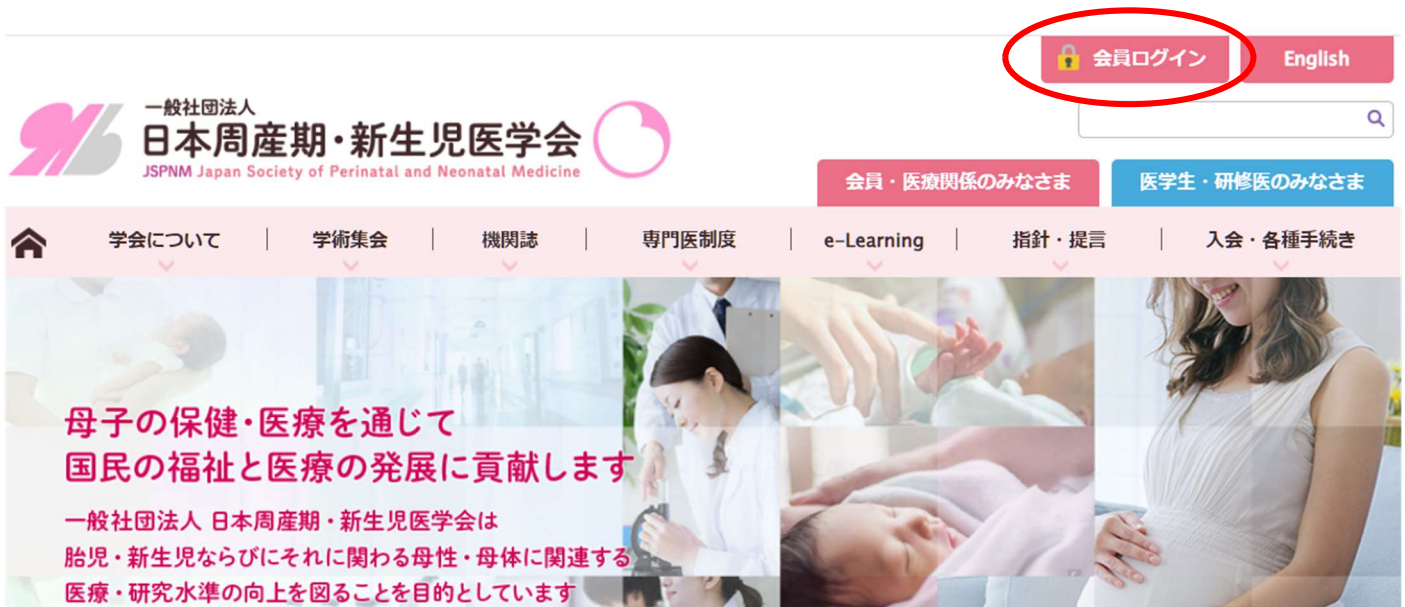 会員ログイン
English
一般社団法人
日本周産期・新生児医学会
JSPNM Japan Society of Perinatal and Neonatal Medicine
会員・医療関係のみなさま
医学生・研修医のみなさま
学会について
学術集会
機関誌
専門医制度
e-Learning
指針・提言
入会・各種手続き
母子の保健・医療を通じて
国民の福祉と医療の発展に貢献します
一般社団法人 日本周産期・新生児医学会は
胎児・新生児ならびにそれに関わる母性・母体に関連する
医療・研究水準の向上を図ることを目的としています